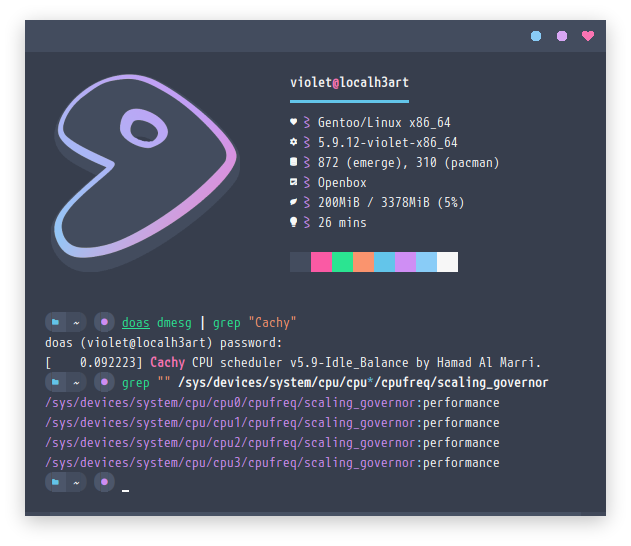 violet@localh3art
Gentoo/Linux x86_64
5.9.12-violet-x86_64
872 (emerge), 310 (pacman)
Openbox
200MiB / 3378MiB (5%)
26 mins
~ doas dmesg | grep "Cachy"
doas (violet@localh3art) password:
[    0.092223] Cachy CPU scheduler v5.9-Idle_Balance by Hamad Al Marri.
~ grep "" /sys/devices/system/cpu/cpu*/cpufreq/scaling_governor
/sys/devices/system/cpu/cpu0/cpufreq/scaling_governor:performance
/sys/devices/system/cpu/cpu1/cpufreq/scaling_governor:performance
/sys/devices/system/cpu/cpu2/cpufreq/scaling_governor:performance
/sys/devices/system/cpu/cpu3/cpufreq/scaling_governor:performance
~ _